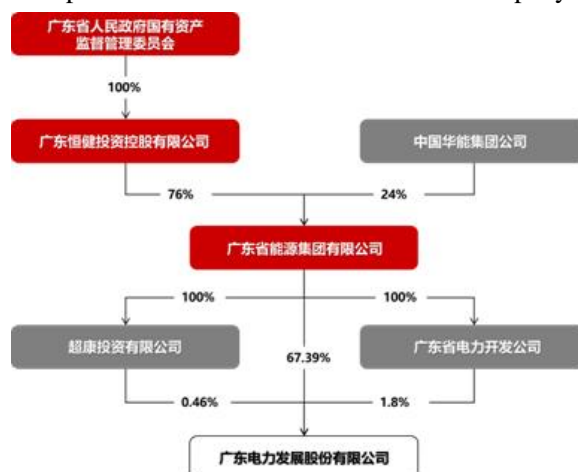 广东省人民政府国有资产
监督管理委员会
100%
广东恒健投资控股有限公司
中国华能集团公司
76%
24%
广东省能源集团有限公司
100%
100%
超康投资有限公司
67.39%
广东省电力开发公司
0.46%
1.8%
广东电力发展股份有限公司